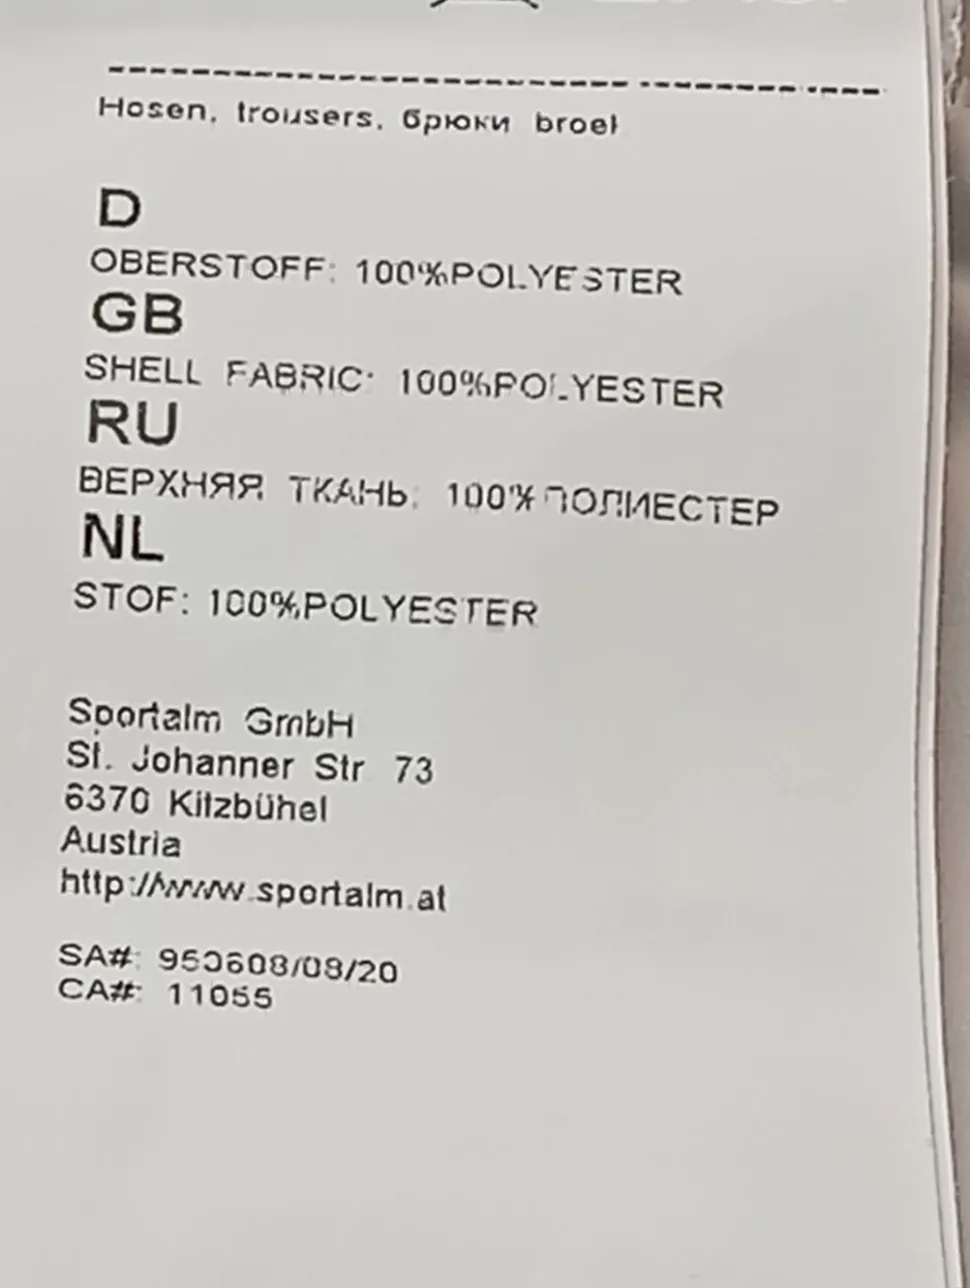 Hosen, trousers, брюки broek
D
OBERSTOFF: 100%POLYESTER
GB
SHELL FABRIC: 100%POLYESTER
RU
ВЕРХНЯЯ ТКАНЬ: 100%ПОЛИЕСТЕР
NL
STOF: 100%POLYESTER
Sportalm GmbH
St. Johanner Str 73
6370 Kitzbühel
Austria
http://www.sportalm.at
SA#: /08/20
CA#: 11055